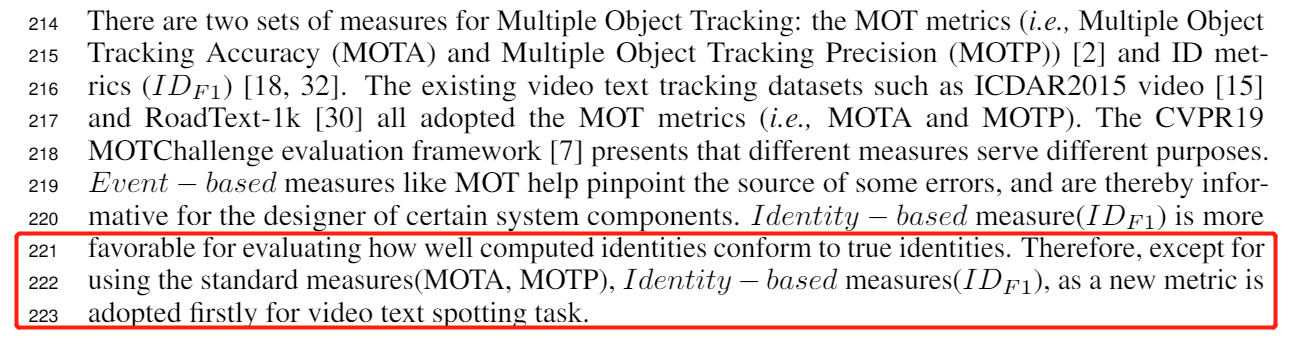 214 There are two sets of measures for Multiple Object Tracking: the MOT metrics (i.e., Multiple Object
215 Tracking Accuracy (MOTA) and Multiple Object Tracking Precision (MOTP)) [2] and ID met-
216 rics (ID_{F1}) [18, 32]. The existing video text tracking datasets such as ICDAR2015 video [15]
217 and RoadText-1k [30] all adopted the MOT metrics (i.e., MOTA and MOTP). The CVPR19
218 MOTChallenge evaluation framework [7] presents that different measures serve different purposes.
219 Event − based measures like MOT help pinpoint the source of some errors, and are thereby infor-
220 mative for the designer of certain system components. Identity − based measure(ID_{F1}) is more
221 favorable for evaluating how well computed identities conform to true identities. Therefore, except for
222 using the standard measures(MOTA, MOTP), Identity − based measures(ID_{F1}), as a new metric is
223 adopted firstly for video text spotting task.